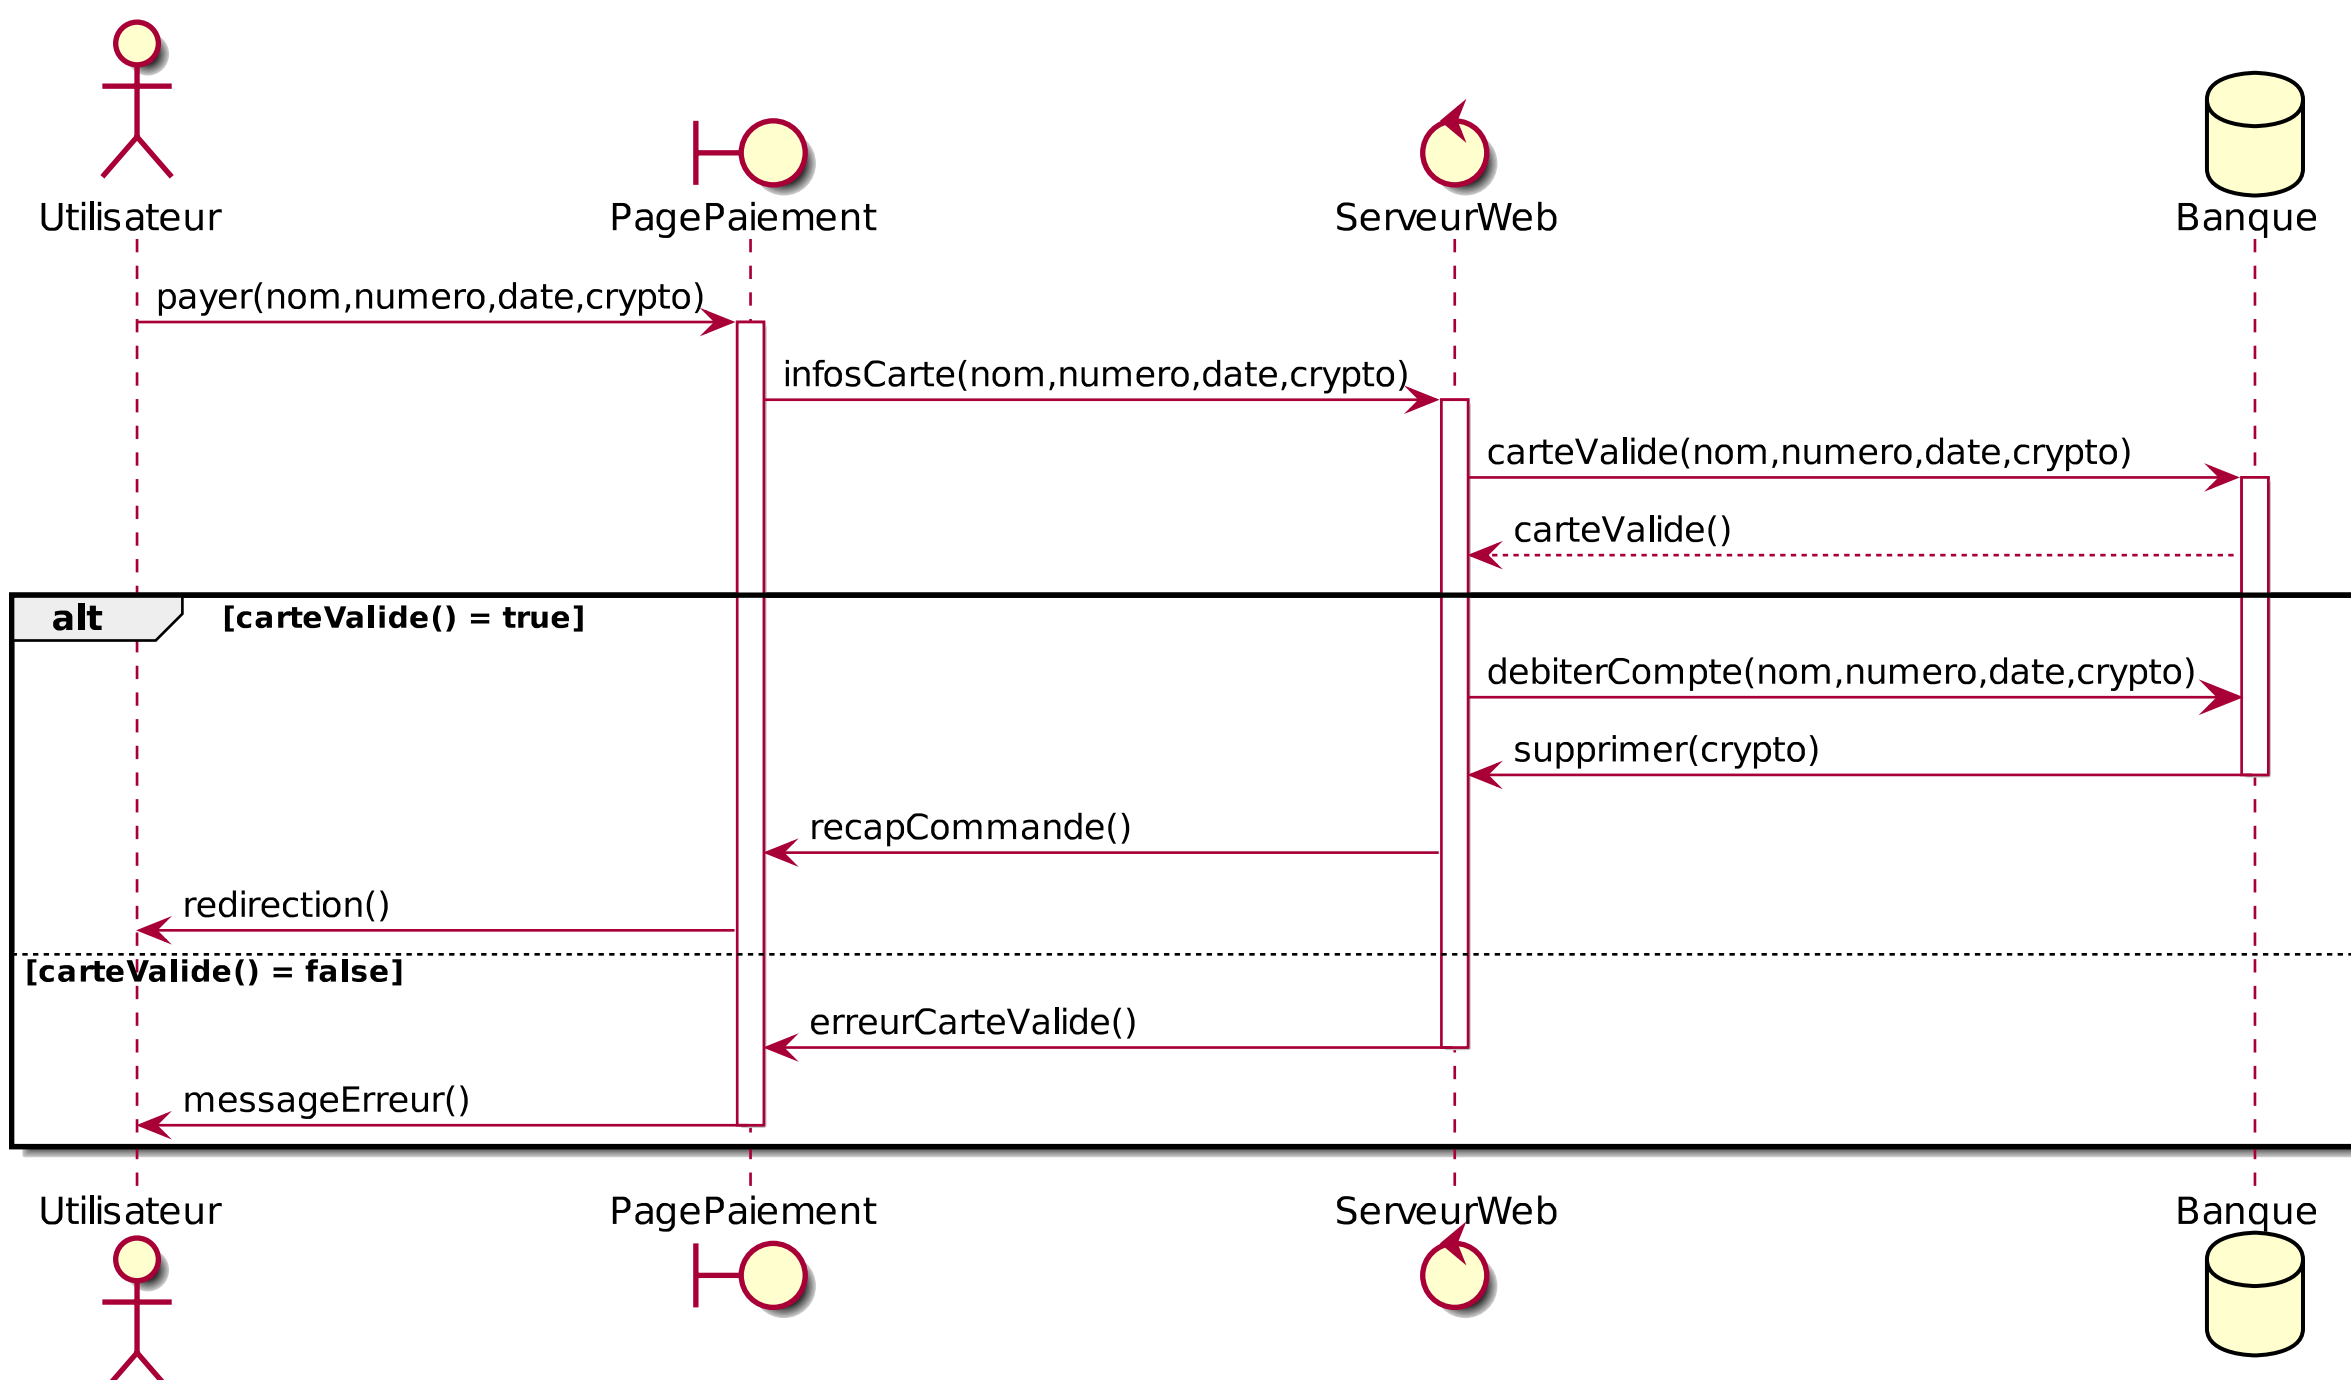 Utilisateur
PagePaiement
ServeurWeb
Banque
payer(nom,numero,date,crypto)
infosCarte(nom,numero,date,crypto)
carteValide(nom,numero,date,crypto)
carteValide()
alt
[carteValide() = true]
debiterCompte(nom,numero,date,crypto)
supprimer(crypto)
recapCommande()
redirection()
[carteValide() = false]
erreurCarteValide()
messageErreur()
Utilisateur
PagePaiement
ServeurWeb
Banque